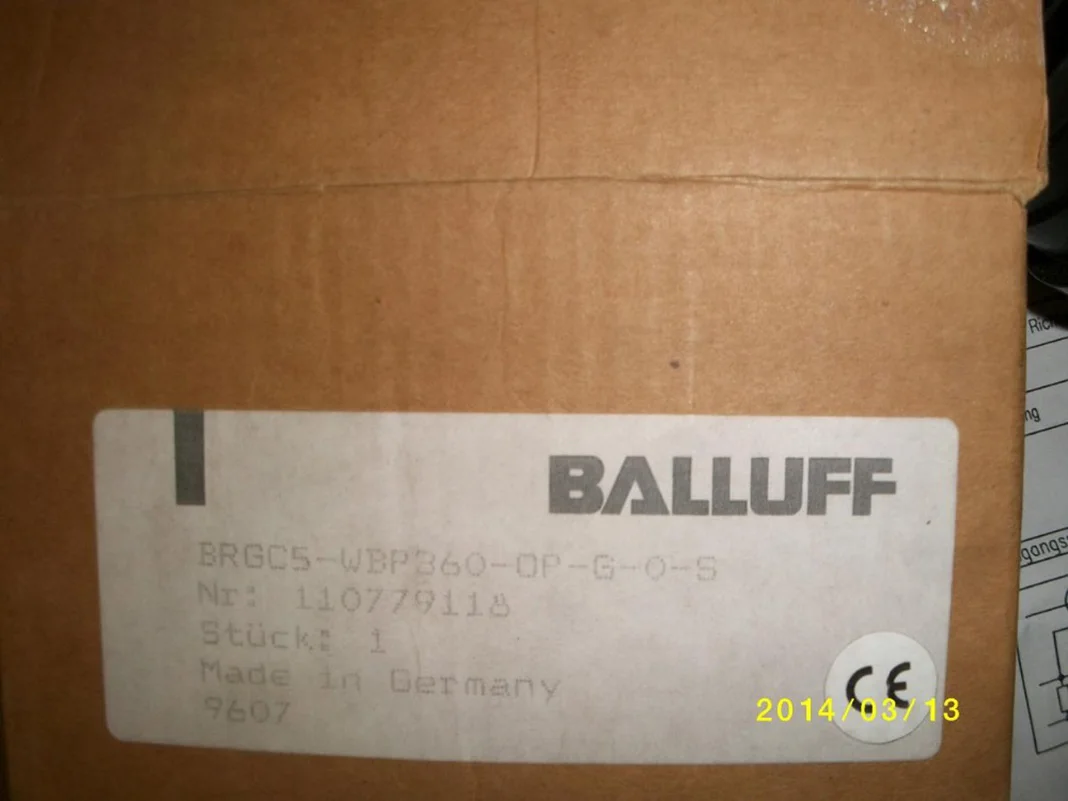 BALLUFF
BRGC5-WBP360-OP-G-0-S
Nr: 110779118
Stück: 1
Made in Germany
9607
CE
2014/03/13